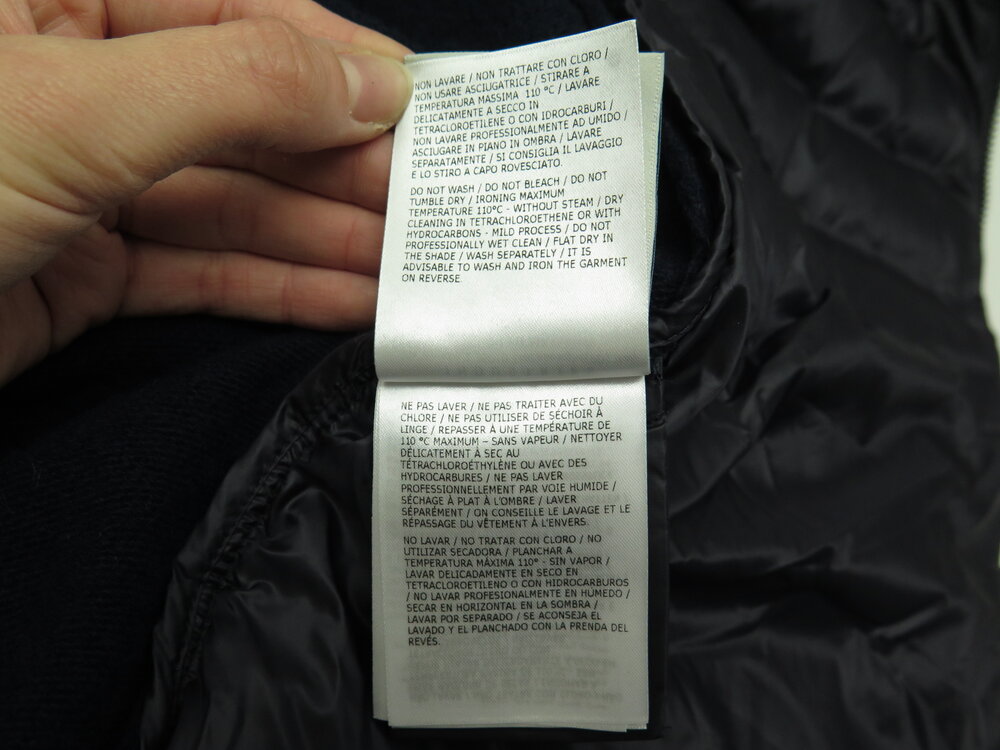 NON LAVARE / NON TRATTARE CON CLORO /
NON USARE ASCIUGATRICE / STIRARE A
TEMPERATURA MASSIMA 110 °C / LAVARE
DELICATAMENTE A SECCO IN
TETRACLOROETILENE O CON IDROCARBURI /
NON LAVARE PROFESSIONALMENTE AD UMIDO /
ASCIUGARE IN PIANO IN OMBRA / LAVARE
SEPARATAMENTE / SI CONSIGLIA IL LAVAGGIO
E LO STIRO A CAPO ROVESCIATO.
DO NOT WASH / DO NOT BLEACH / DO NOT
TUMBLE DRY / IRONING MAXIMUM
TEMPERATURE 110°C - WITHOUT STEAM / DRY
CLEANING IN TETRACHLOROETHENE OR WITH
HYDROCARBONS - MILD PROCESS / DO NOT
PROFESSIONALLY WET CLEAN / FLAT DRY IN
THE SHADE / WASH SEPARATELY / IT IS
ADVISABLE TO WASH AND IRON THE GARMENT
ON REVERSE.
NE PAS LAVER / NE PAS TRAITER AVEC DU
CHLORE / NE PAS UTILISER DE SÉCHOIR À
LINGE / REPASSER À UNE TEMPÉRATURE DE
110 °C MAXIMUM – SANS VAPEUR / NETTOYER
DÉLICATEMENT À SEC AU
TÉTRACHLOROÉTHYLÈNE OU AVEC DES
HYDROCARBURES / NE PAS LAVER
PROFESSIONNELLEMENT PAR VOIE HUMIDE /
SÉCHAGE À PLAT À L'OMBRE / LAVER
SÉPARÉMENT / ON CONSEILLE LE LAVAGE ET LE
RÉPASSAGE DU VÊTEMENT À L'ENVERS.
NO LAVAR / NO TRATAR CON CLORO / NO
UTILIZAR SECADORA / PLANCHAR A
TEMPERATURA MÁXIMA 110° - SIN VAPOR /
LAVAR DELICADAMENTE EN SECO EN
TETRACLOROETILENO O CON HIDROCARBUROS
/ NO LAVAR PROFESIONALMENTE EN HÚMEDO /
SECAR EN HORIZONTAL EN LA SOMBRA /
LAVAR POR SEPARADO / SE ACONSEJA EL
LAVADO Y EL PLANCHADO CON LA PRENDA DEL
REVÉS.